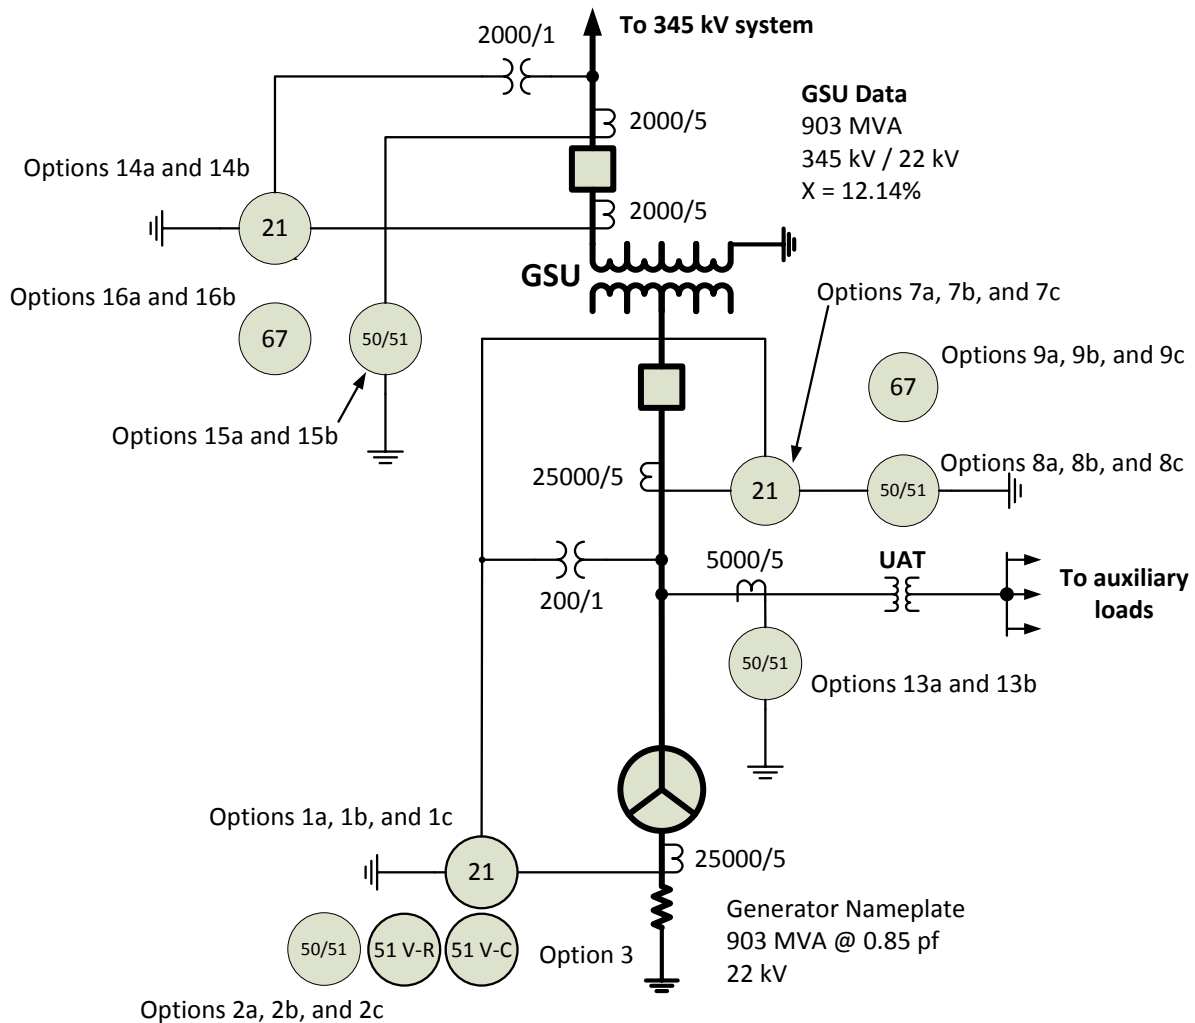 To 345 kV system
2000/1
GSU Data
903 MVA
345 kV / 22 kV
X = 12.14%
2000/5
Options 14a and 14b
21
2000/5
GSU
Options 16a and 16b
67
50/51
Options 15a and 15b
Options 7a, 7b, and 7c
67
Options 9a, 9b, and 9c
25000/5
21
50/51
Options 8a, 8b, and 8c
200/1
5000/5
UAT
To auxiliary
loads
50/51
Options 13a and 13b
Options 1a, 1b, and 1c
21
25000/5
50/51
51 V-R
51 V-C
Option 3
Options 2a, 2b, and 2c
Generator Nameplate
903 MVA @ 0.85 pf
22 kV